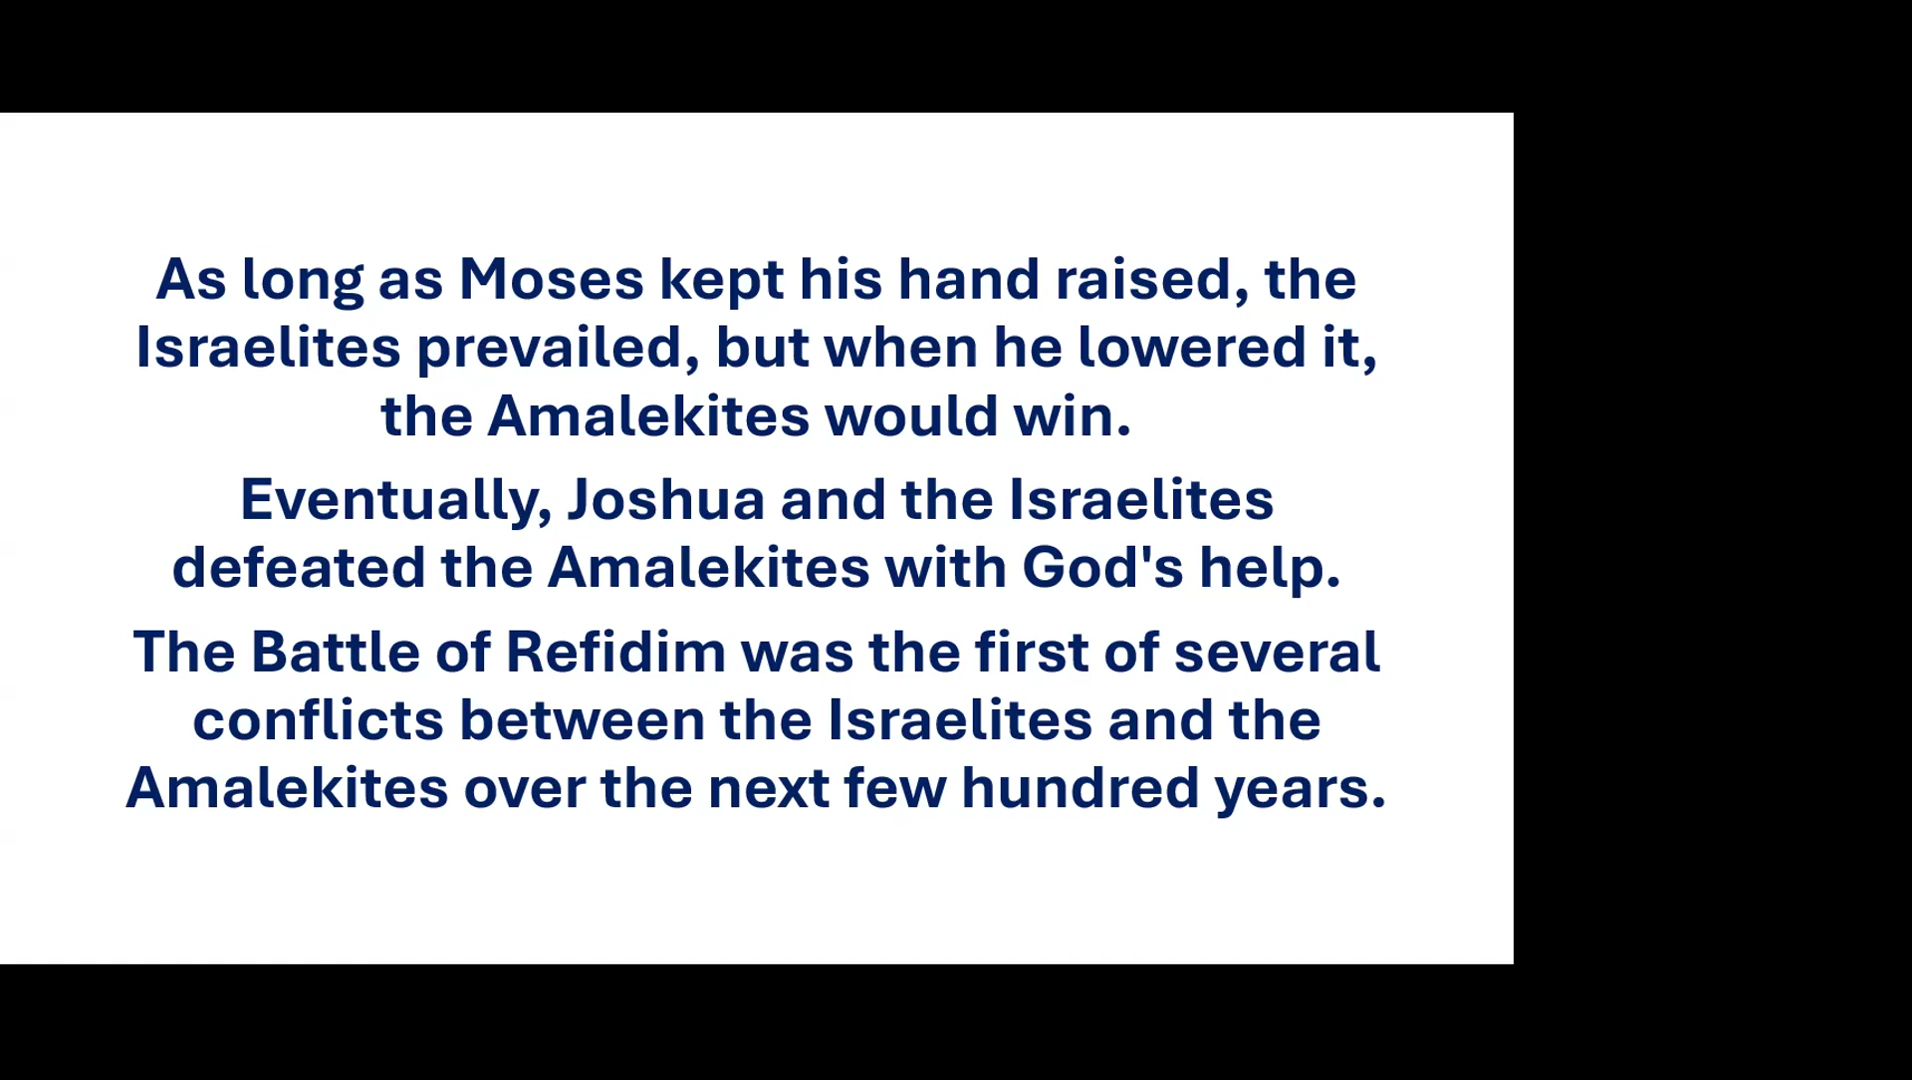 As long as Moses kept his hand raised, the
Israelites prevailed, but when he lowered it,
the Amalekites would win.
Eventually, Joshua and the Israelites
defeated the Amalekites with God's help.
The Battle of Refidim was the first of several
conflicts between the Israelites and the
Amalekites over the next few hundred years.